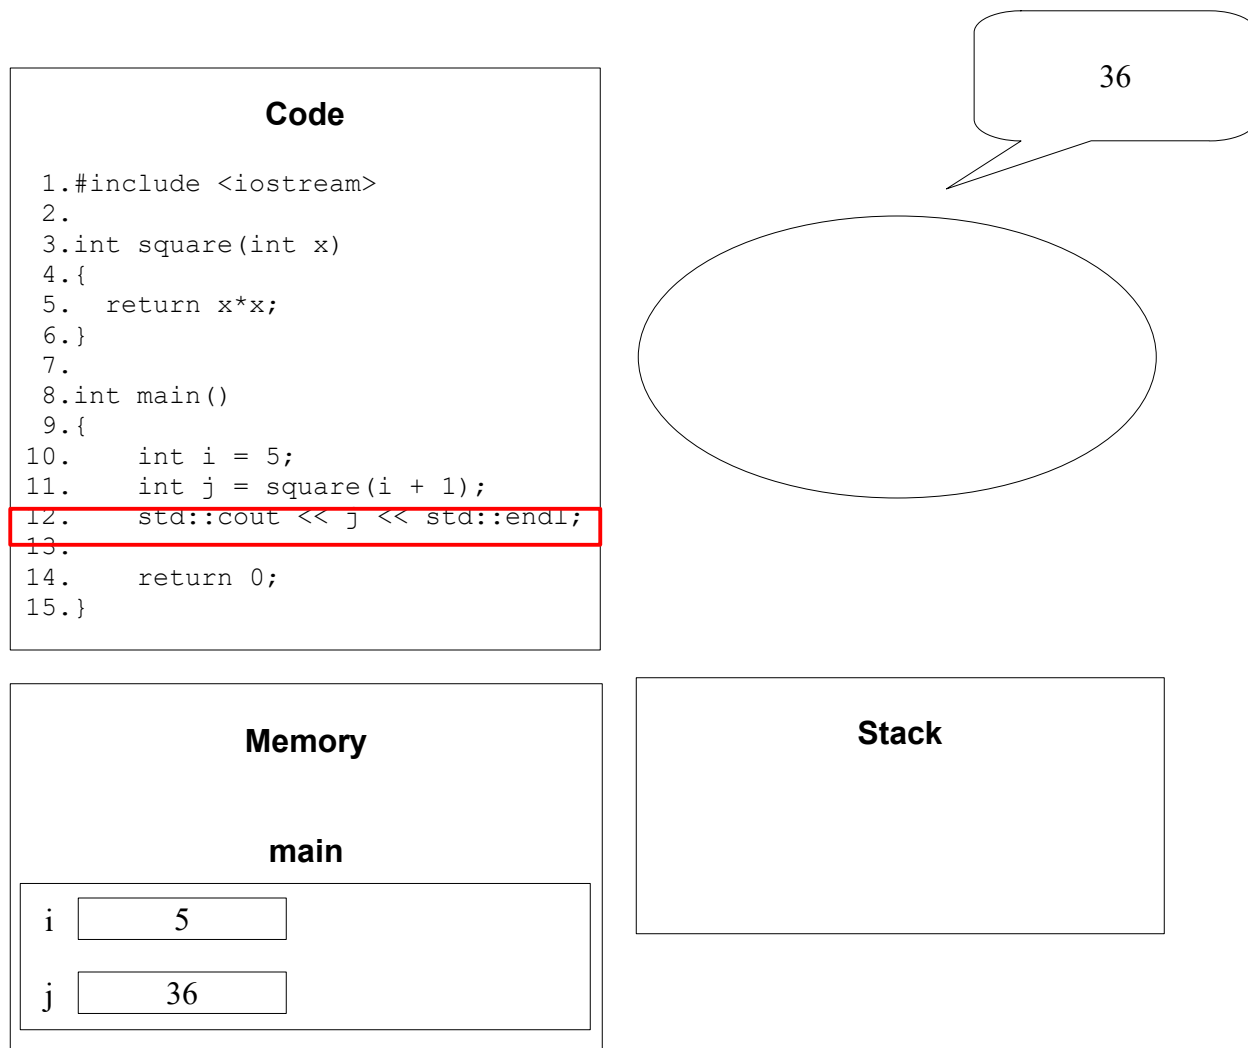 36
Code
1.#include <iostream>
2.
3.int square(int x)
4.{
5.  return x*x;
6.}
7.
8.int main()
9.{
10.    int i = 5;
11.    int j = square(i + 1);
12.    std::cout << j << std::endl;
13.
14.    return 0;
15.}
Memory
main
i 5
j 36
Stack